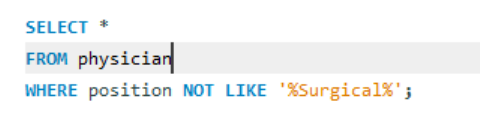 SELECT *
FROM physician
WHERE position NOT LIKE '%Surgical%';